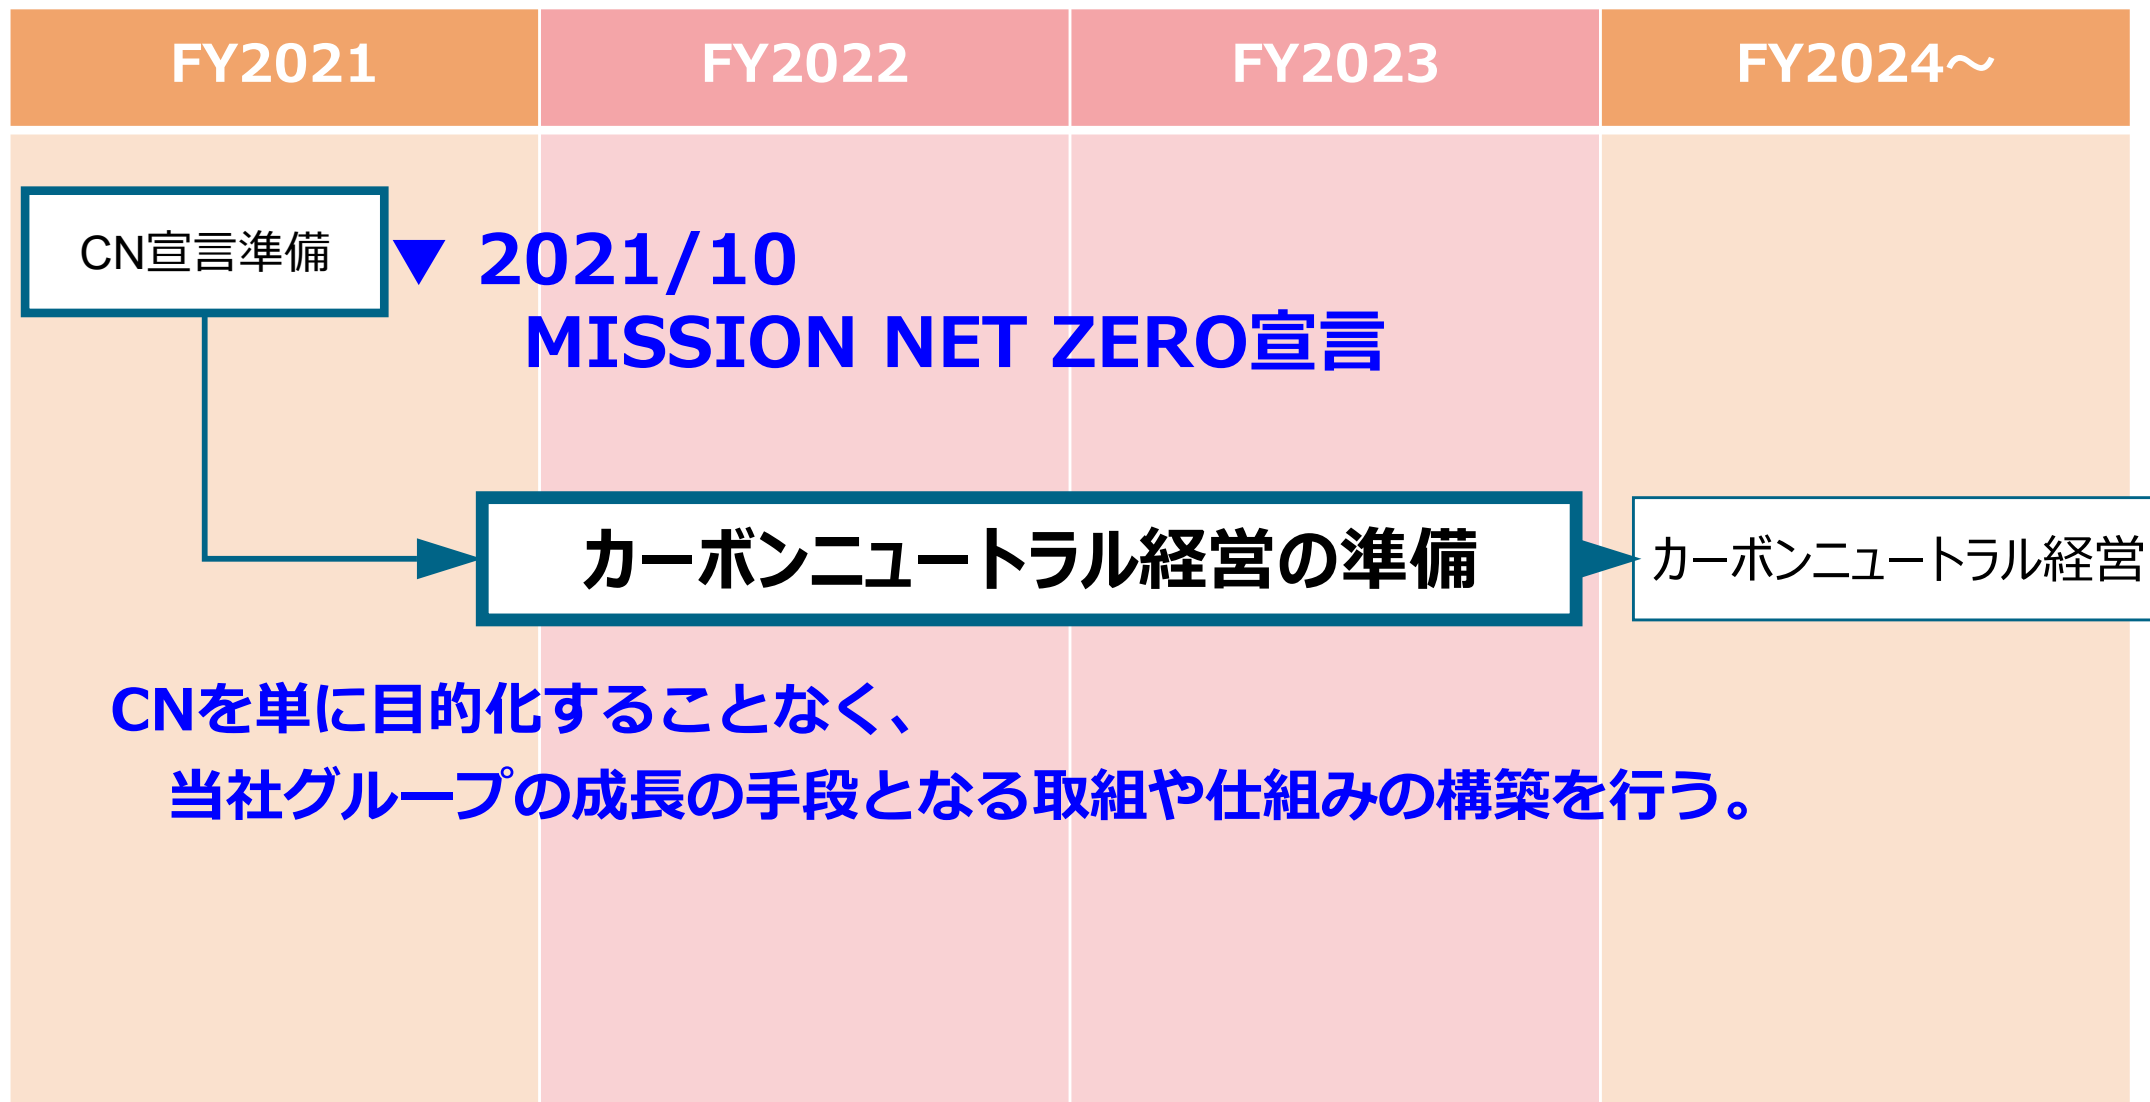 FY2021
FY2022
FY2023
FY2024～
CN宣言準備
2021/10
MISSION NET ZERO宣言
カーボンニュートラル経営の準備
カーボンニュートラル経営
CNを単に目的化することなく、
当社グループの成長の手段となる取組や仕組みの構築を行う。